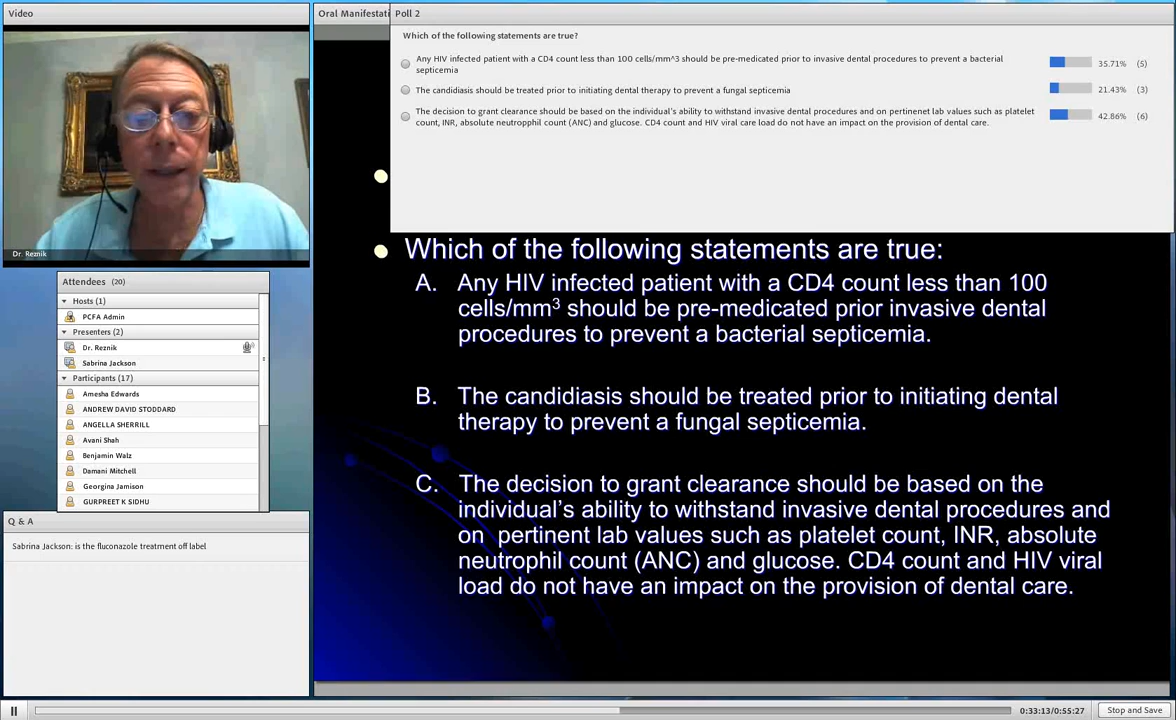 Video
Dr. Reznik
Attendees (20)
Hosts (1)
PCFA Admin
Presenters (2)
Dr. Reznik
Sabrina Jackson
Participants (17)
Amesha Edwards
ANDREW DAVID STODDARD
ANGELLA SHERRILL
Avani Shah
Benjamin Walz
Damani Mitchell
Georgina Jamison
GURPREET K SIDHU
Q & A
Sabrina Jackson: is the fluconazole treatment off label
Oral Manifestati
Poll 2
Which of the following statements are true?
Any HIV infected patient with a CD4 count less than 100 cells/mm^3 should be pre-medicated prior to invasive dental procedures to prevent a bacterial
septicemia
35.71% (5)
The candidiasis should be treated prior to initiating dental therapy to prevent a fungal septicemia
21.43% (3)
The decision to grant clearance should be based on the individual's ability to withstand invasive dental procedures and on pertinenet lab values such as platelet
count, INR, absolute neutrophil count (ANC) and glucose. CD4 count and HIV viral care load do not have an impact on the provision of dental care.
42.86% (6)
Which of the following statements are true:
A. Any HIV infected patient with a CD4 count less than 100
cells/mm³ should be pre-medicated prior invasive dental
procedures to prevent a bacterial septicemia.
B. The candidiasis should be treated prior to initiating dental
therapy to prevent a fungal septicemia.
C. The decision to grant clearance should be based on the
individual's ability to withstand invasive dental procedures and
on pertinent lab values such as platelet count, INR, absolute
neutrophil count (ANC) and glucose. CD4 count and HIV viral
load do not have an impact on the provision of dental care.
0:33:13/0:55:27
Stop and Save